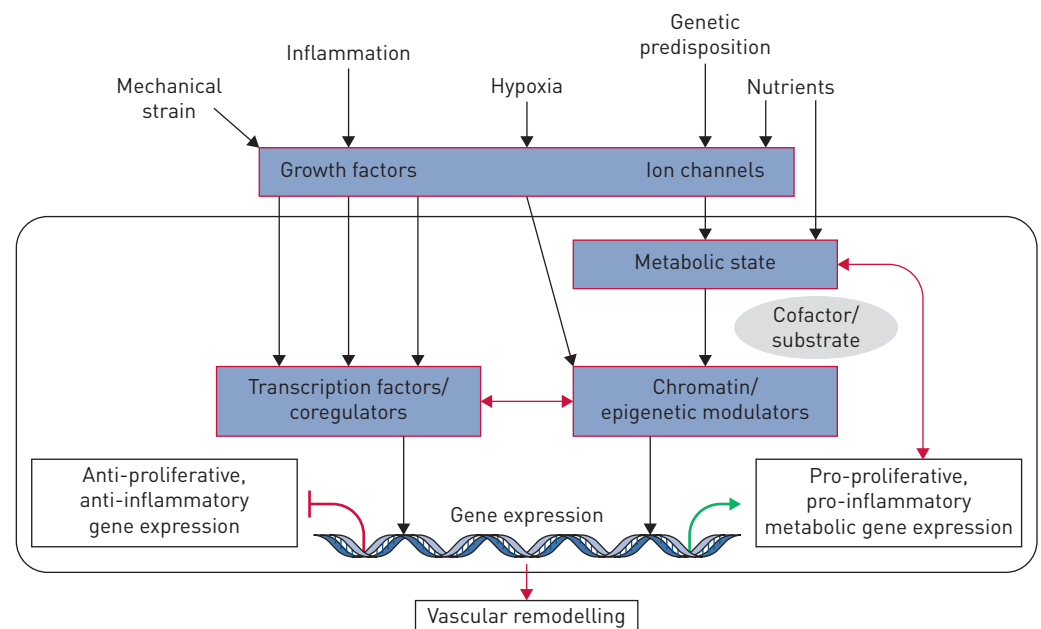 Genetic
predisposition
Inflammation
Mechanical
strain
Hypoxia
Nutrients
Growth factors
Ion channels
Metabolic state
Cofactor/
substrate
Transcription factors/
coregulators
Chromatin/
epigenetic modulators
Anti-proliferative,
anti-inflammatory
gene expression
Gene expression
Pro-proliferative,
pro-inflammatory
metabolic gene expression
Vascular remodelling